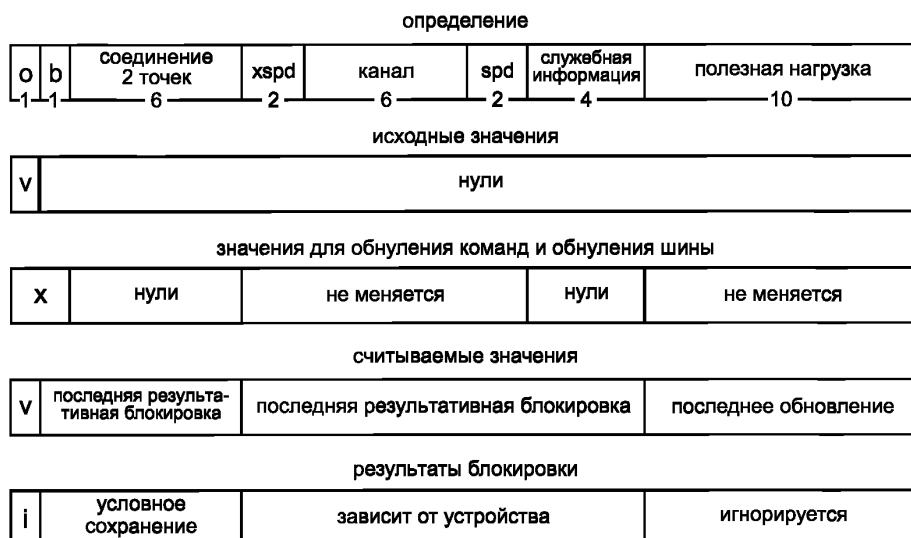 определение
о b соединение 2 точек xspd канал spd служебная информация полезная нагрузка
1 1 6 2 6 2 4 10
исходные значения
v нули
значения для обнуления команд и обнуления шины
x нули не меняется нули не меняется
считываемые значения
v последняя результа-
тивная блокировка последняя результативная блокировка последнее обновление
результаты блокировки
i условное
сохранение зависит от устройства игнорируется